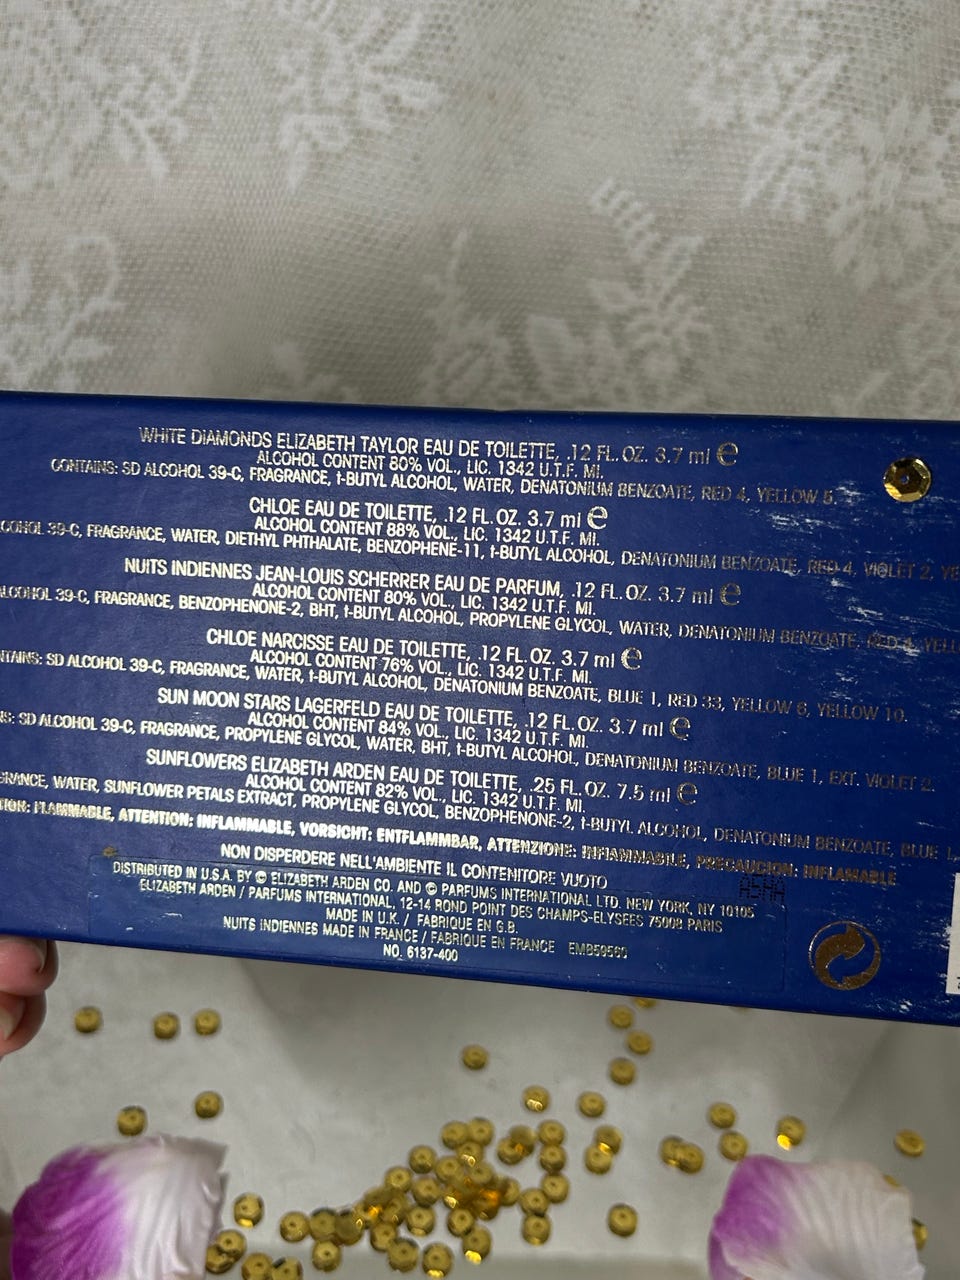 WHITE DIAMONDS ELIZABETH TAYLOR EAU DE TOILETTE, .12 FL. OZ. 3.7 ml ℮
ALCOHOL CONTENT 80% VOL., LIC. 1342 U.T.F. MI.
CONTAINS: SD ALCOHOL 39-C, FRAGRANCE, t-BUTYL ALCOHOL, WATER, DENATONIUM BENZOATE, RED 4, YELLOW 5.
CHLOE EAU DE TOILETTE, .12 FL. OZ. 3.7 ml ℮
ALCOHOL CONTENT 88% VOL., LIC. 1342 U.T.F. MI.
39-C, FRAGRANCE, WATER, DIETHYL PHTHALATE, BENZOPHENE-11, t-BUTYL ALCOHOL, DENATONIUM BENZOATE, RED 4, VIOLET 2,
NUITS INDIENNES JEAN-LOUIS SCHERRER EAU DE PARFUM, .12 FL. OZ. 3.7 ml ℮
ALCOHOL CONTENT 80% VOL., LIC. 1342 U.T.F. MI.
39-C, FRAGRANCE, BENZOPHENONE-2, BHT, t-BUTYL ALCOHOL, PROPYLENE GLYCOL, WATER, DENATONIUM BENZOATE, RED 4,
CHLOE NARCISSE EAU DE TOILETTE, .12 FL. OZ. 3.7 ml ℮
ALCOHOL CONTENT 76% VOL., LIC. 1342 U.T.F. MI.
SD ALCOHOL 39-C, FRAGRANCE, WATER, t-BUTYL ALCOHOL, DENATONIUM BENZOATE, BLUE 1, RED 33, YELLOW 6, YELLOW 10.
SUN MOON STARS LAGERFELD EAU DE TOILETTE, .12 FL. OZ. 3.7 ml ℮
ALCOHOL CONTENT 84% VOL., LIC. 1342 U.T.F. MI.
SD ALCOHOL 39-C, FRAGRANCE, PROPYLENE GLYCOL, WATER, BHT, t-BUTYL ALCOHOL, DENATONIUM BENZOATE, BLUE 1, EXT. VIOLET 2.
SUNFLOWERS ELIZABETH ARDEN EAU DE TOILETTE, .25 FL. OZ. 7.5 ml ℮
ALCOHOL CONTENT 82% VOL., LIC. 1342 U.T.F. MI.
WATER, SUNFLOWER PETALS EXTRACT, PROPYLENE GLYCOL, BENZOPHENONE-2, t-BUTYL ALCOHOL, DENATONIUM BENZOATE, BLUE 1,
FLAMMABLE, ATTENTION: INFLAMMABLE, VORSICHT: ENTFLAMMBAR, ATTENZIONE: INFIAMMABILE, PRECAUCION: INFLAMABLE
NON DISPERDERE NELL'AMBIENTE IL CONTENITORE VUOTO
DISTRIBUTED IN U.S.A. BY © ELIZABETH ARDEN CO. AND © PARFUMS INTERNATIONAL LTD. NEW YORK, NY 10105
ELIZABETH ARDEN / PARFUMS INTERNATIONAL, 12-14 ROND POINT DES CHAMPS-ELYSEES 75008 PARIS
MADE IN U.K. / FABRIQUE EN G.B.
NUITS INDIENNES MADE IN FRANCE / FABRIQUE EN FRANCE EMB59560
NO. 6137-400